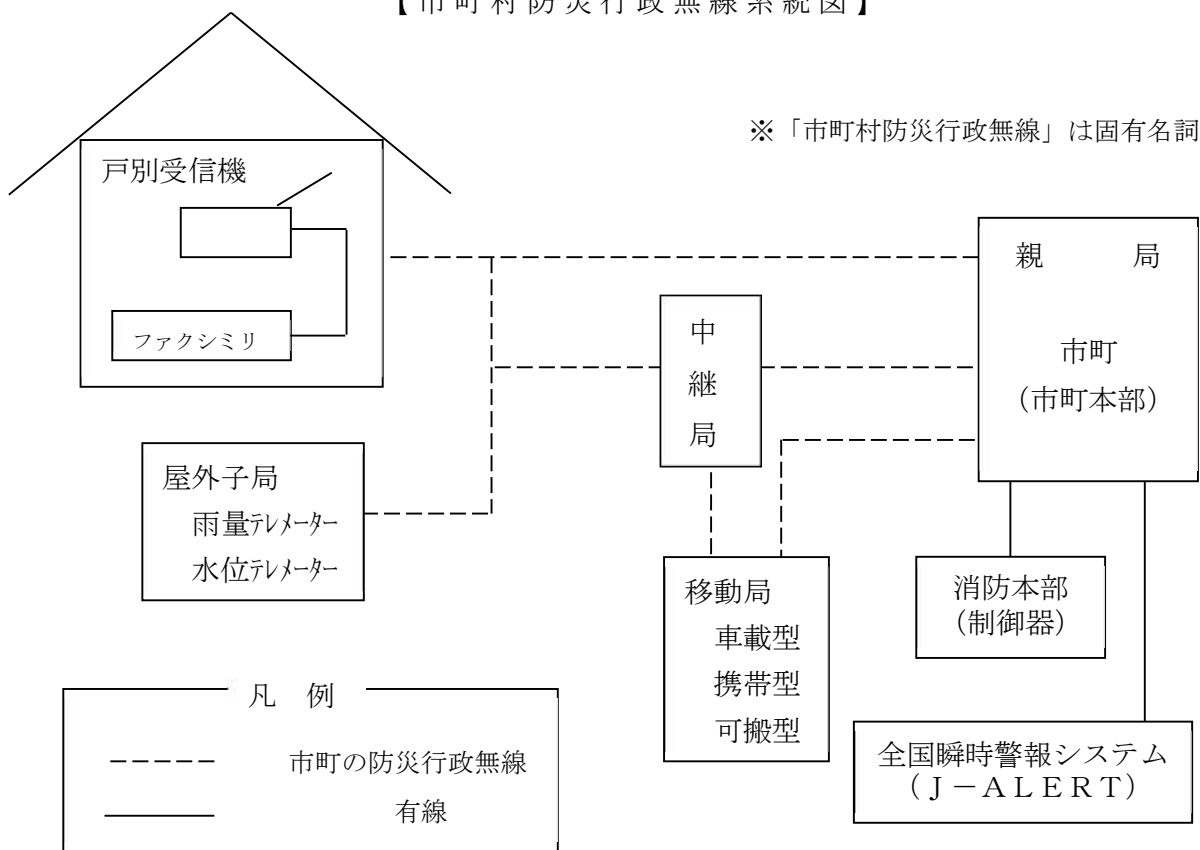 【市町村防災行政無線系統図】
※「市町村防災行政無線」は固有名詞
戸別受信機
ファクシミリ
親 局
市町
（市町本部）
中
継
局
屋外子局
雨量ﾃﾚﾒｰﾀｰ
水位ﾃﾚﾒｰﾀｰ
移動局
車載型
携帯型
可搬型
消防本部
（制御器）
全国瞬時警報システム
（Ｊ－ＡＬＥＲＴ）
凡 例
市町の防災行政無線
有線